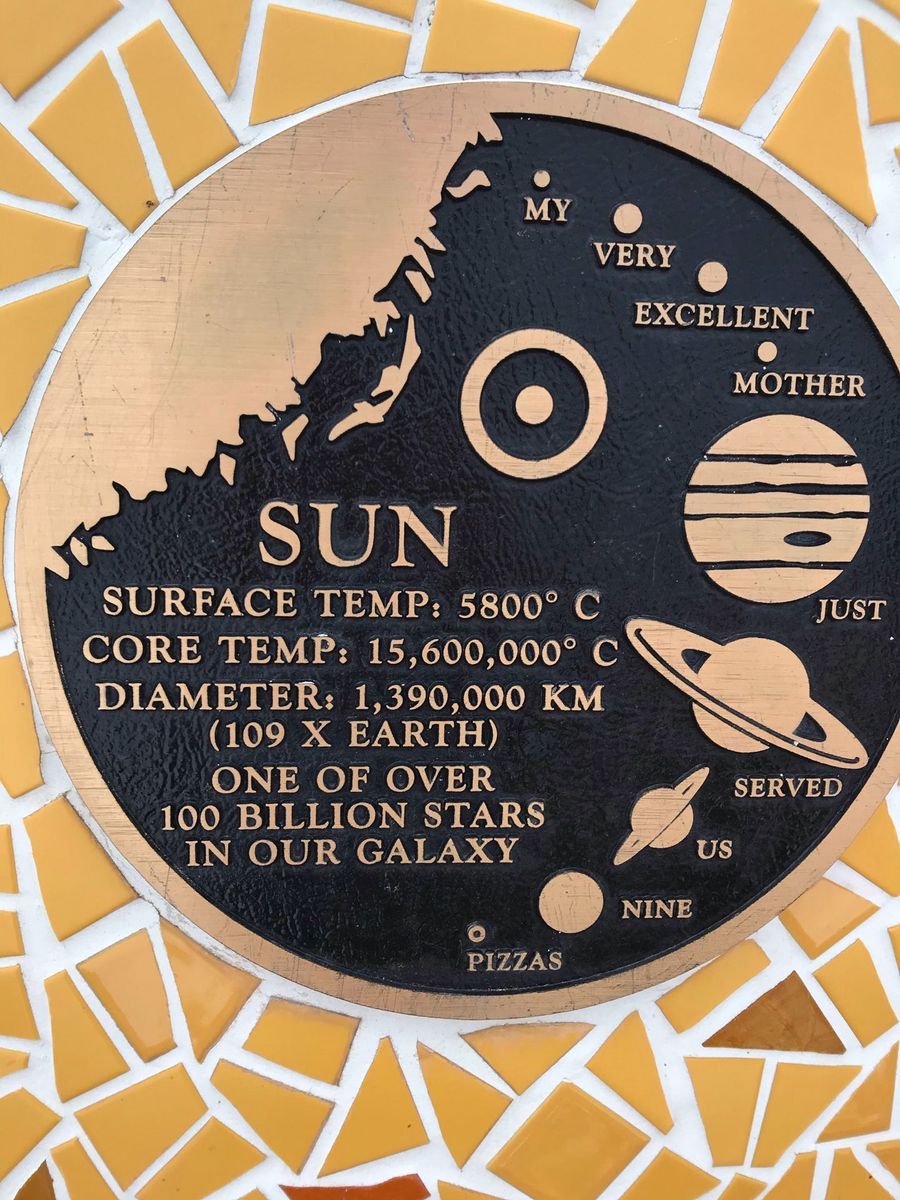 MY
VERY
EXCELLENT
MOTHER
JUST
SERVED
US
NINE
PIZZAS
SUN
SURFACE TEMP: 5800° C
CORE TEMP: 15,600,000° C
DIAMETER: 1,390,000 KM
(109 X EARTH)
ONE OF OVER
100 BILLION STARS
IN OUR GALAXY